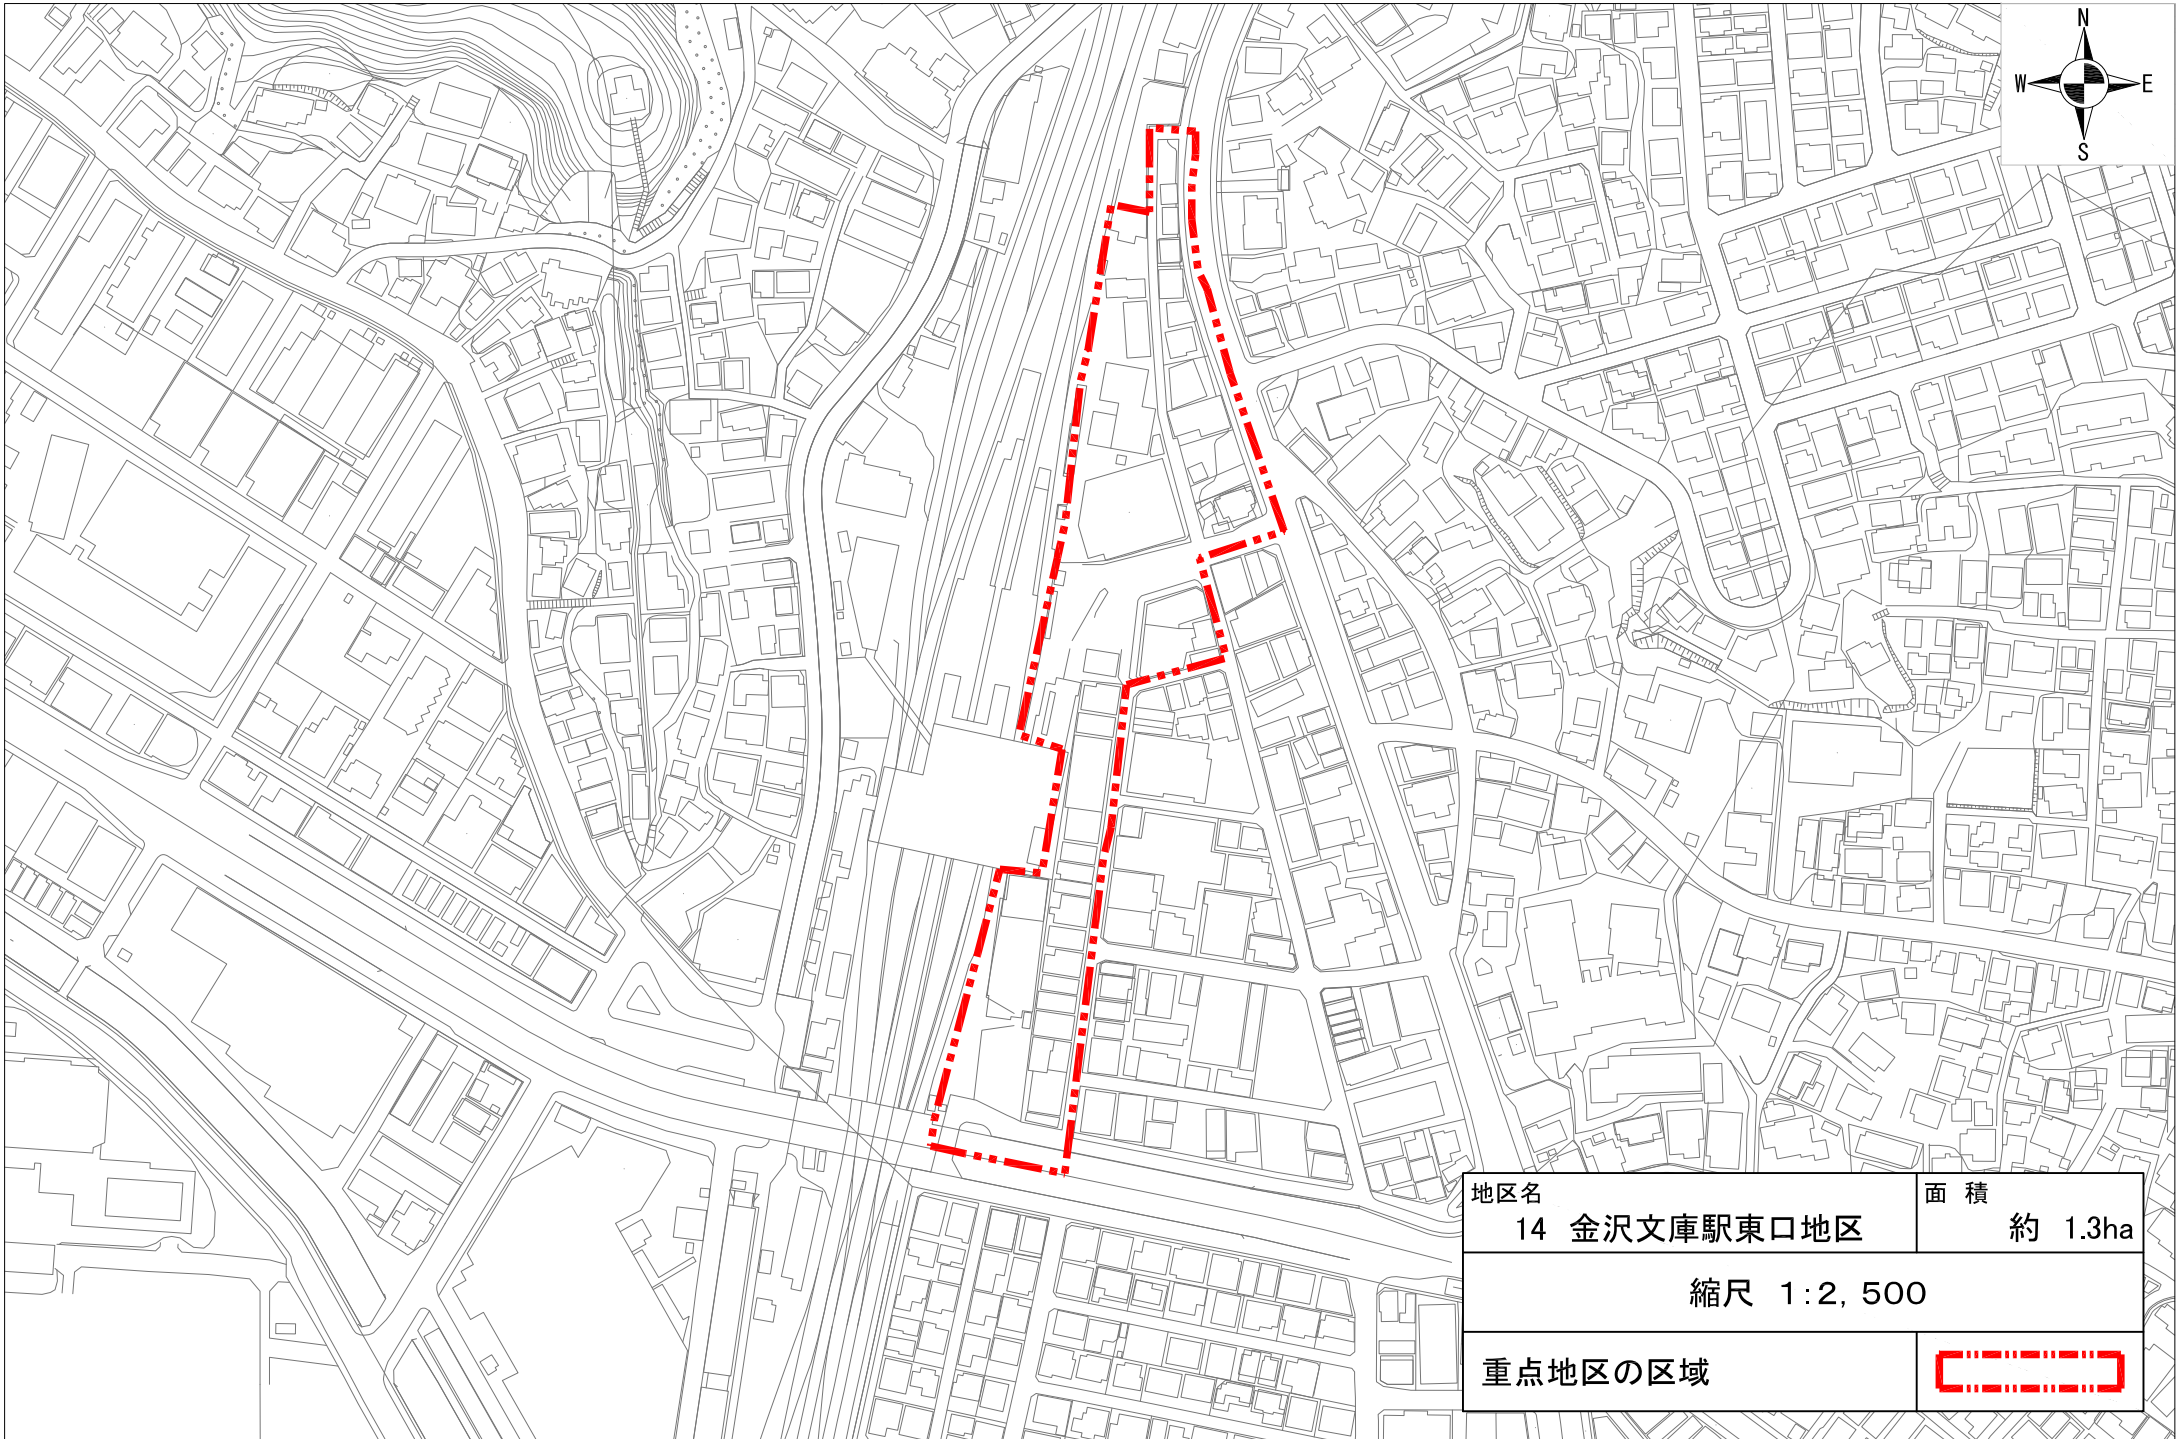 N
W E
S
地区名
14 金沢文庫駅東口地区
面 積
約 1.3ha
縮尺 1:2,500
重点地区の区域